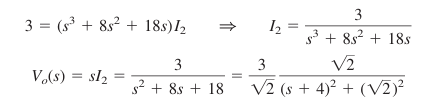 3 = (s³ + 8s² + 18s)I₂ ⇒ I₂ = 3 / (s³ + 8s² + 18s)
Vₒ(s) = sI₂ = 3 / (s² + 8s + 18) = 3/√2 √2 / ((s + 4)² + (√2)²)